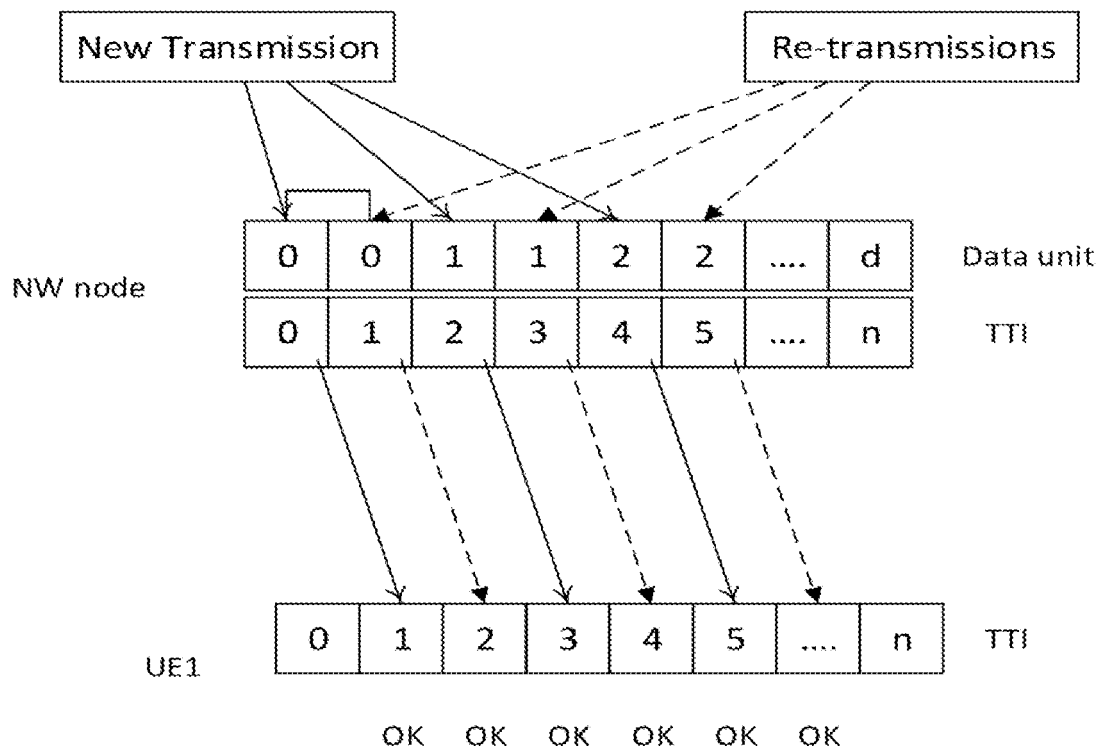 New Transmission
Re-transmissions
0 0 1 1 2 2 .... d Data unit
NW node
0 1 2 3 4 5 .... n TTI
0 1 2 3 4 5 .... n TTI
UE1
OK OK OK OK OK OK